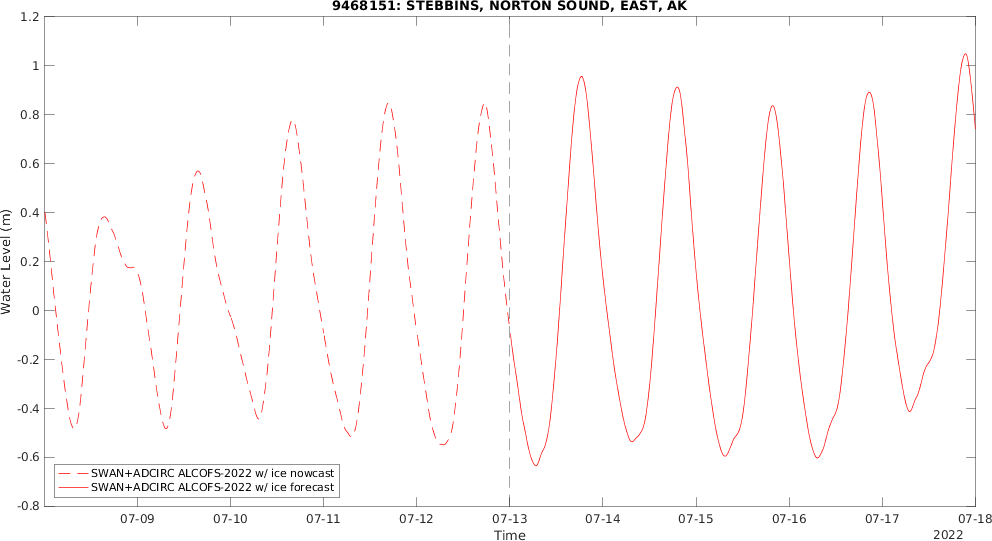 9468151: STEBBINS, NORTON SOUND, EAST, AK
1.2
1
0.8
0.6
0.4
0.2
0
-0.2
-0.4
-0.6
-0.8
Water Level (m)
SWAN+ADCIRC ALCOFS-2022 w/ ice nowcast
SWAN+ADCIRC ALCOFS-2022 w/ ice forecast
07-09 07-10 07-11 07-12 07-13 07-14 07-15 07-16 07-17 07-18
Time
2022